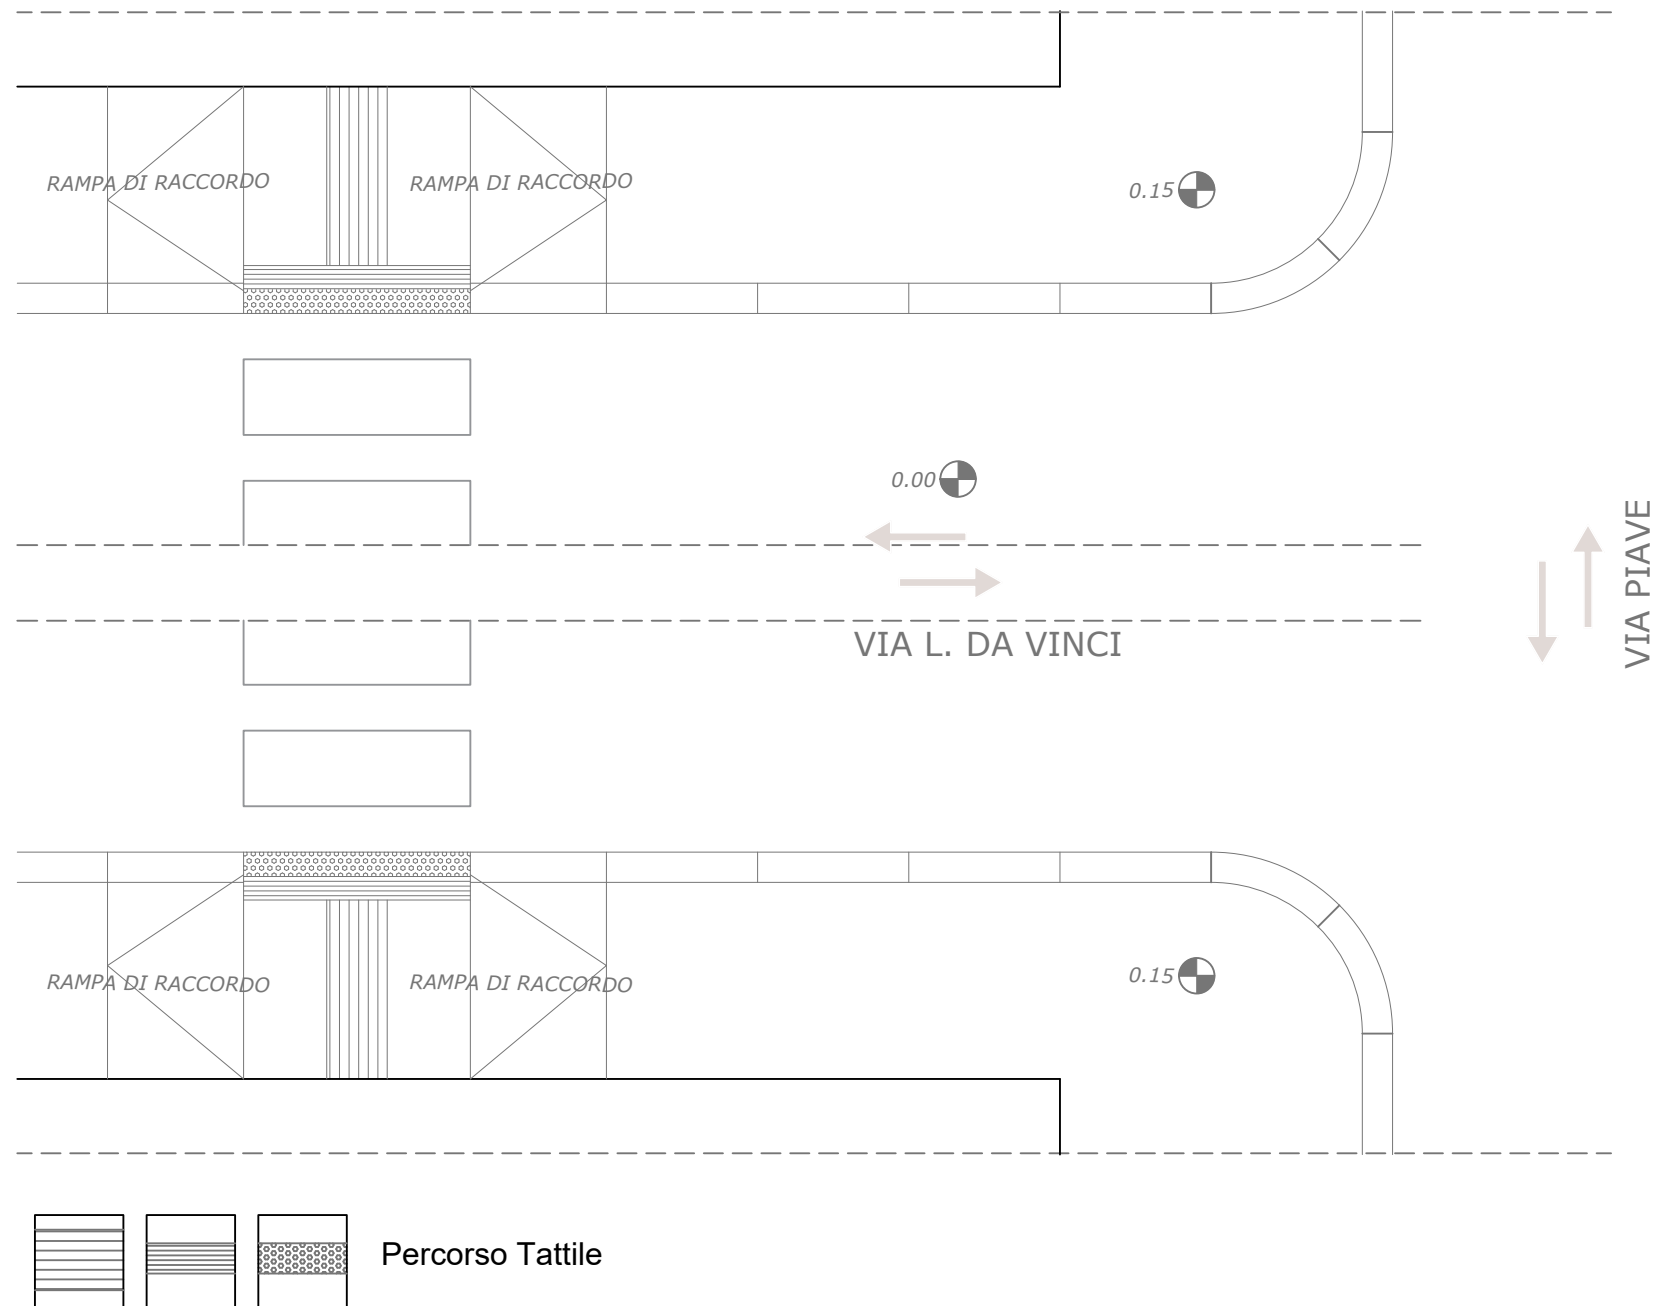 RAMPA DI RACCORDO
RAMPA DI RACCORDO
0.15
0.00
VIA PIAVE
VIA L. DA VINCI
RAMPA DI RACCORDO
RAMPA DI RACCORDO
0.15
Percorso Tattile